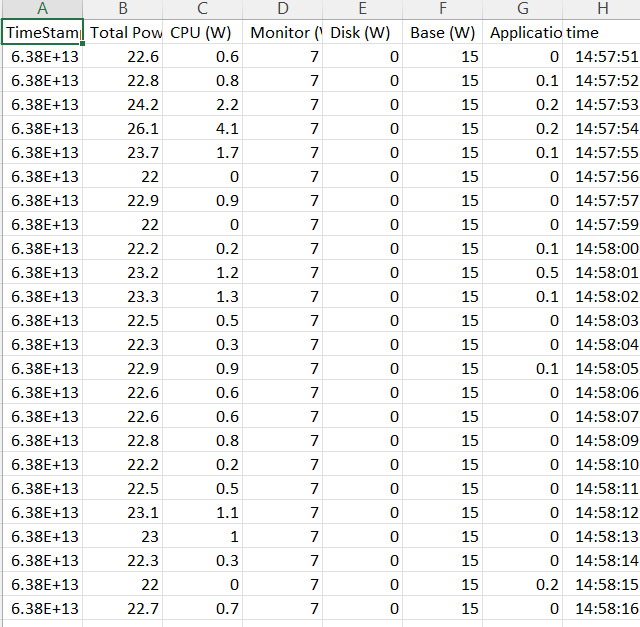 A B C D E F G H
TimeStam Total Pow CPU (W) Monitor (W Disk (W) Base (W) Applicatio time
6.38E+13 22.6 0.6 7 0 15 0 14:57:51
6.38E+13 22.8 0.8 7 0 15 0.1 14:57:52
6.38E+13 24.2 2.2 7 0 15 0.2 14:57:53
6.38E+13 26.1 4.1 7 0 15 0.2 14:57:54
6.38E+13 23.7 1.7 7 0 15 0.1 14:57:55
6.38E+13 22 0 7 0 15 0 14:57:56
6.38E+13 22.9 0.9 7 0 15 0 14:57:57
6.38E+13 22 0 7 0 15 0 14:57:59
6.38E+13 22.2 0.2 7 0 15 0.1 14:58:00
6.38E+13 23.2 1.2 7 0 15 0.5 14:58:01
6.38E+13 23.3 1.3 7 0 15 0.1 14:58:02
6.38E+13 22.5 0.5 7 0 15 0 14:58:03
6.38E+13 22.3 0.3 7 0 15 0 14:58:04
6.38E+13 22.9 0.9 7 0 15 0.1 14:58:05
6.38E+13 22.6 0.6 7 0 15 0 14:58:06
6.38E+13 22.6 0.6 7 0 15 0 14:58:07
6.38E+13 22.8 0.8 7 0 15 0 14:58:09
6.38E+13 22.2 0.2 7 0 15 0 14:58:10
6.38E+13 22.5 0.5 7 0 15 0 14:58:11
6.38E+13 23.1 1.1 7 0 15 0 14:58:12
6.38E+13 23 1 7 0 15 0 14:58:13
6.38E+13 22.3 0.3 7 0 15 0 14:58:14
6.38E+13 22 0 7 0 15 0.2 14:58:15
6.38E+13 22.7 0.7 7 0 15 0 14:58:16